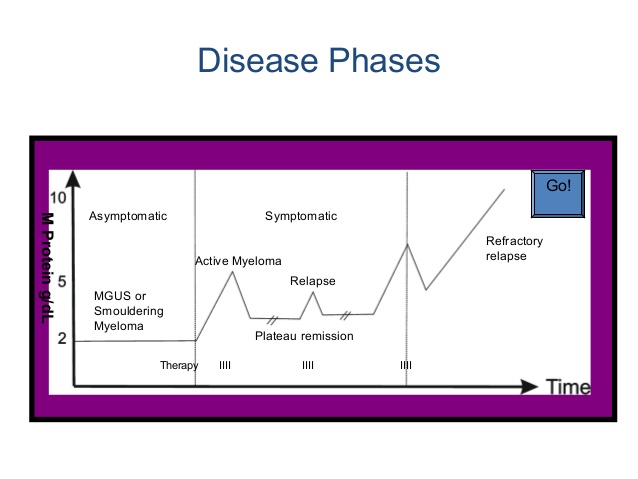 Disease Phases
Go!
10
Asymptomatic
Symptomatic
M Protein g/dL
Refractory
relapse
Active Myeloma
5
Relapse
MGUS or
Smouldering
Myeloma
2
Plateau remission
Therapy IIII IIII IIII
Time